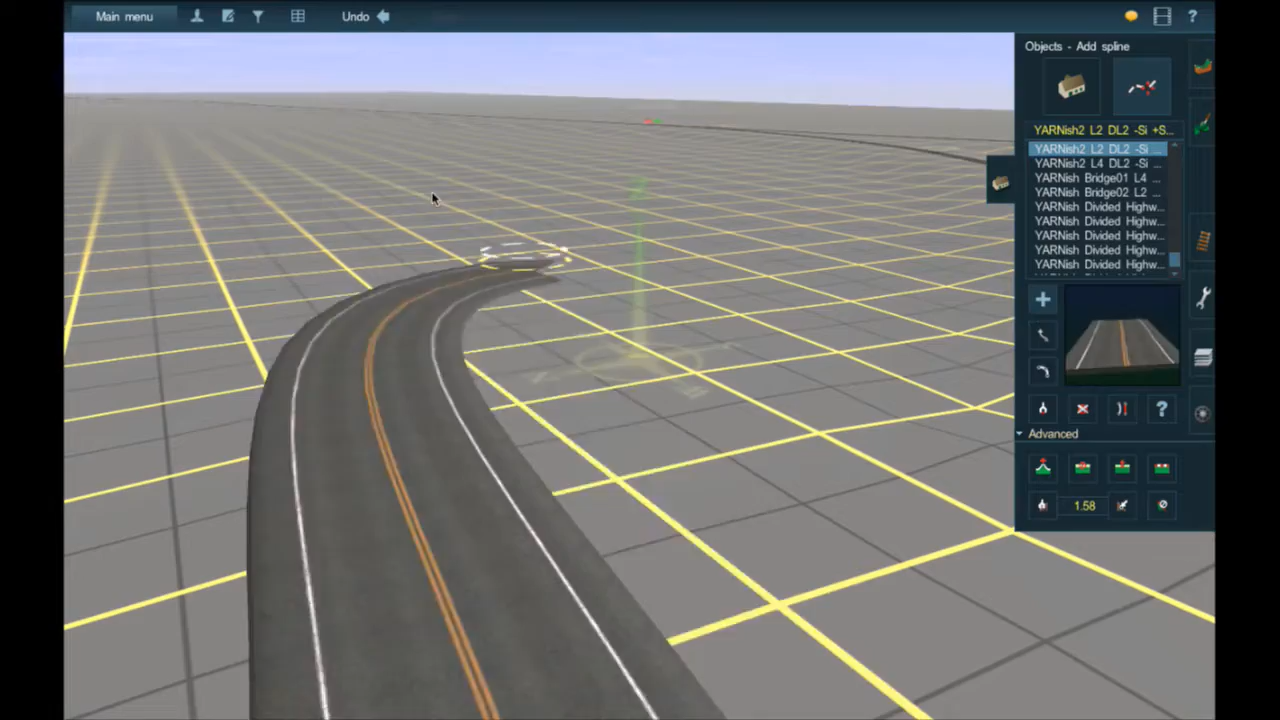 Main menu
Undo
?
Objects - Add spline
YARNish2 L2 DL2 -Si +S...
YARNish2 L2 DL2 -Si ...
YARNish2 L4 DL2 -Si ...
YARNish Bridge01 L4 ...
YARNish Bridge02 L2 ...
YARNish Divided Highw...
YARNish Divided Highw...
YARNish Divided Highw...
YARNish Divided Highw...
YARNish Divided Highw...
?
Advanced
1.58